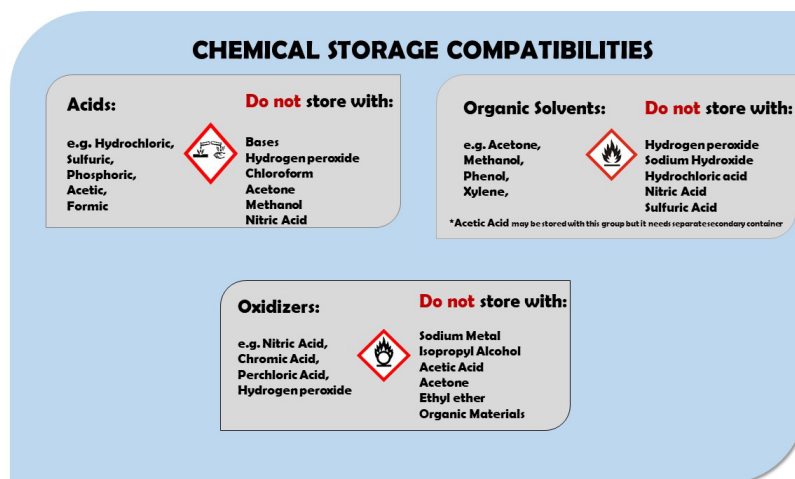 CHEMICAL STORAGE COMPATIBILITIES
Acids:
e.g. Hydrochloric,
Sulfuric,
Phosphoric,
Acetic,
Formic
Do not store with:
Bases
Hydrogen peroxide
Chloroform
Acetone
Methanol
Nitric Acid
Organic Solvents:
e.g. Acetone,
Methanol,
Phenol,
Xylene,
Do not store with:
Hydrogen peroxide
Sodium Hydroxide
Hydrochloric acid
Nitric Acid
Sulfuric Acid
*Acetic Acid may be stored with this group but it needs separate secondary container
Oxidizers:
e.g. Nitric Acid,
Chromic Acid,
Perchloric Acid,
Hydrogen peroxide
Do not store with:
Sodium Metal
Isopropyl Alcohol
Acetic Acid
Acetone
Ethyl ether
Organic Materials